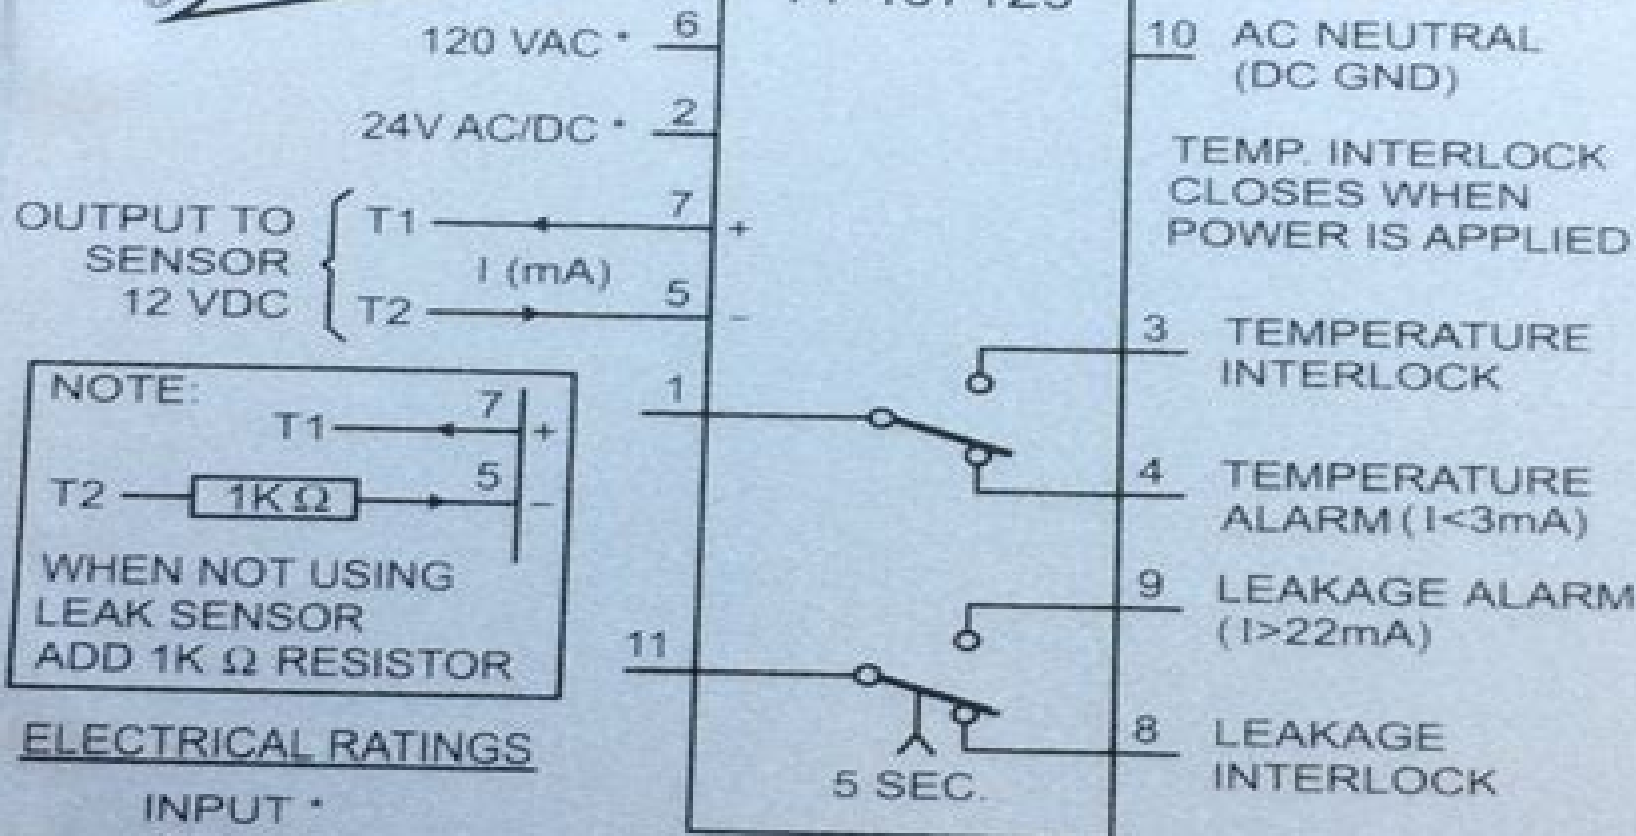 120 VAC *
6
24V AC/DC *
2
OUTPUT TO
SENSOR
12 VDC
T1
7
+
I (mA)
T2
5
–
1
NOTE:
T1
7
+
T2
1K Ω
5
–
WHEN NOT USING
LEAK SENSOR
ADD 1K Ω RESISTOR
11
5 SEC.
ELECTRICAL RATINGS
INPUT *
10
AC NEUTRAL
(DC GND)
TEMP. INTERLOCK
CLOSES WHEN
POWER IS APPLIED
3
TEMPERATURE
INTERLOCK
4
TEMPERATURE
ALARM (I<3mA)
9
LEAKAGE ALARM
(I>22mA)
8
LEAKAGE
INTERLOCK